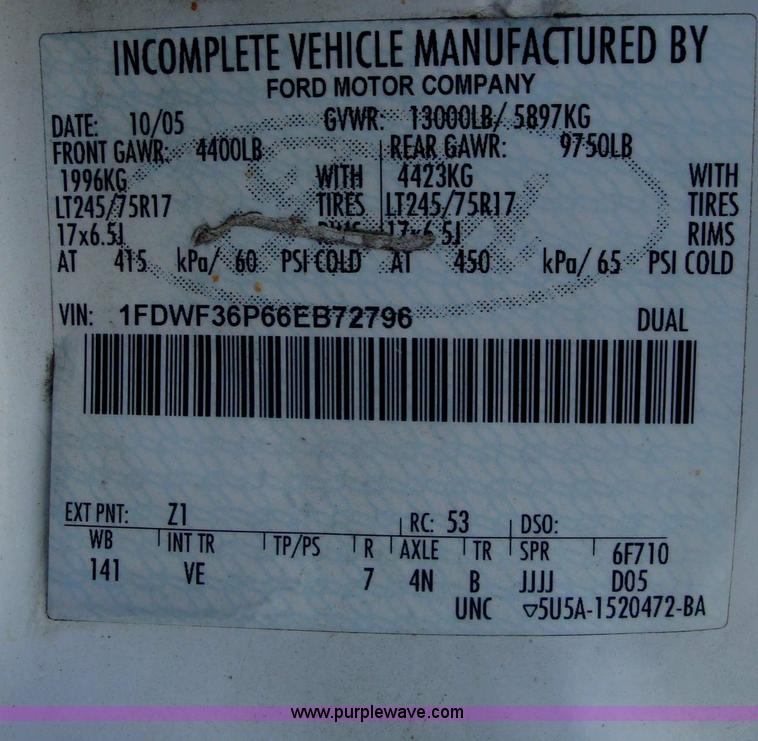 INCOMPLETE VEHICLE MANUFACTURED BY
FORD MOTOR COMPANY
DATE: 10/05 GVWR: 13000LB/ 5897KG
FRONT GAWR: 4400LB REAR GAWR: 9750LB
1996KG WITH 4423KG WITH
LT245/75R17 TIRES LT245/75R17 TIRES
17x6.5J RIMS 17x6.5J RIMS
AT 415 kPa/ 60 PSI COLD AT 450 kPa/ 65 PSI COLD
VIN: 1FDWF36P66EB72796 DUAL
EXT PNT: Z1 RC: 53 DSO:
WB INT TR TP/PS R AXLE TR SPR 6F710
141 VE 7 4N B JJJJ D05
UNC ▽5U5A-1520472-BA
www.purplewave.com